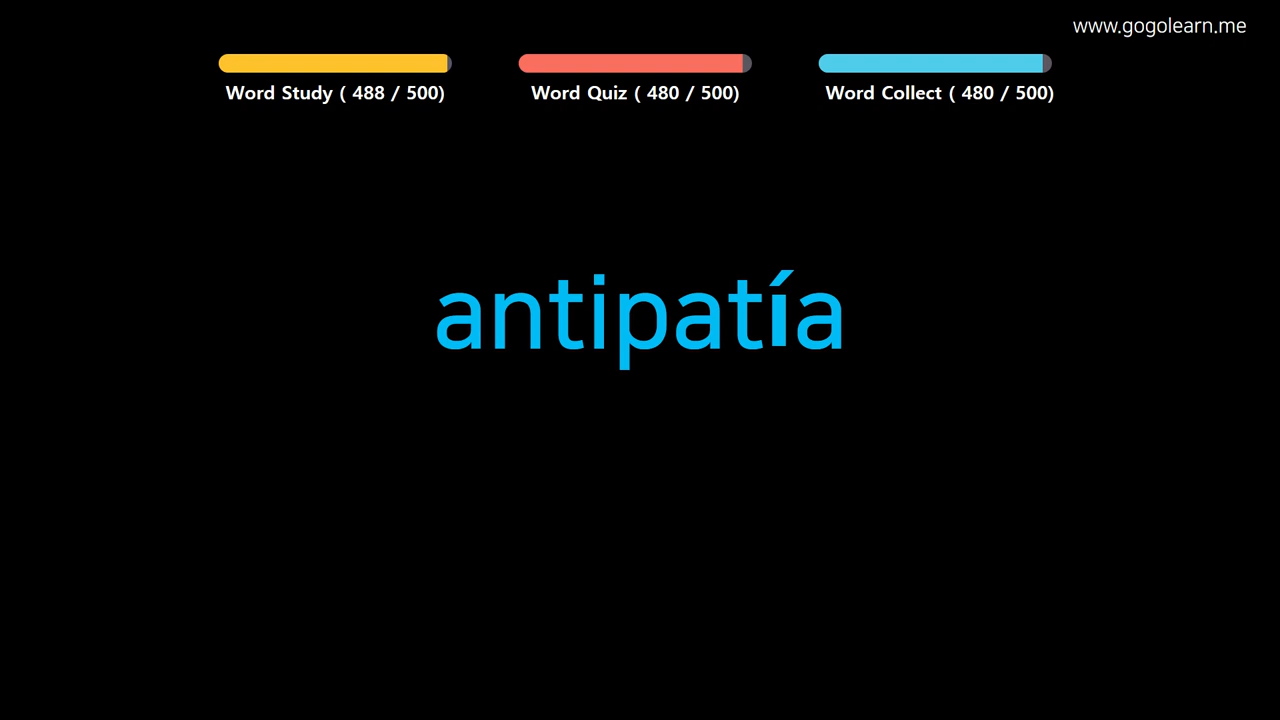 www.gogolearn.me
Word Study ( 488 / 500)
Word Quiz ( 480 / 500)
Word Collect ( 480 / 500)
antipatía